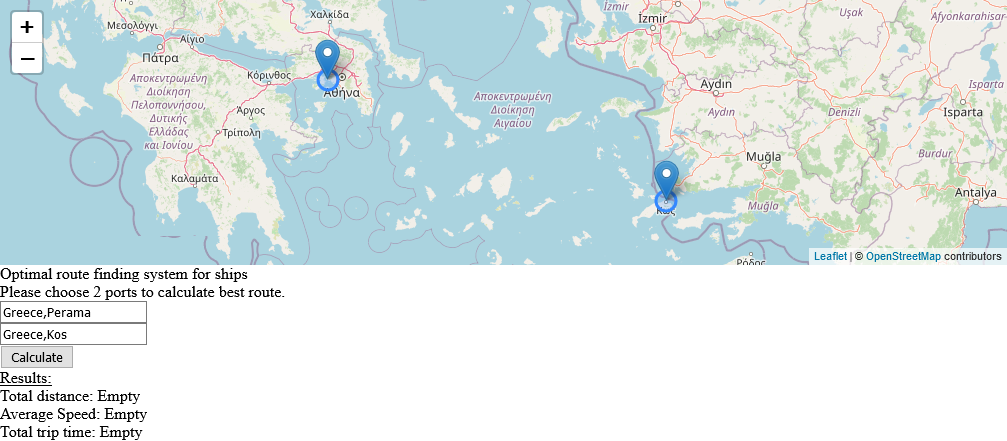 +
−
Μεσολόγγι
Αίγιο
Πάτρα
Χαλκίδα
Κόρινθος
Αθήνα
Αποκεντρωμένη
Διοίκηση
Πελοποννήσου,
Δυτικής
Ελλάδας
και Ιονίου
Άργος
Τρίπολη
Καλαμάτα
Αποκεντρωμένη
Διοίκηση
Αιγαίου
İzmir
İzmir
Uşak
Afyonkarahisar
Aydın
Aydın
Denizli
Isparta
Isparta
Burdur
Muğla
Muğla
Antalya
Κως
Ρόδος
Leaflet | © OpenStreetMap contributors
Optimal route finding system for ships
Please choose 2 ports to calculate best route.
Greece,Perama
Greece,Kos
Calculate
Results:
Total distance: Empty
Average Speed: Empty
Total trip time: Empty